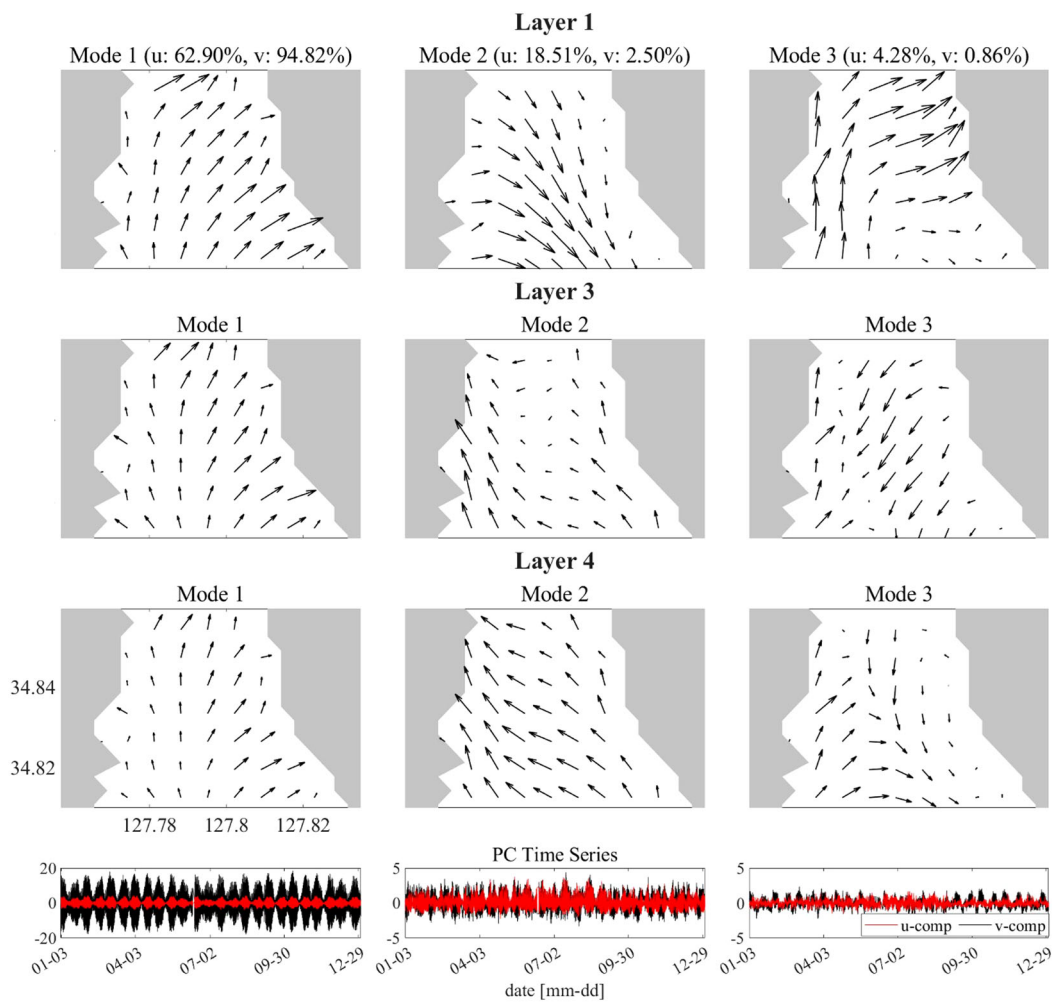 Layer 1
Mode 1 (u: 62.90%, v: 94.82%) Mode 2 (u: 18.51%, v: 2.50%) Mode 3 (u: 4.28%, v: 0.86%)
Layer 3
Mode 1 Mode 2 Mode 3
Layer 4
Mode 1 Mode 2 Mode 3
34.84
34.82
127.78 127.8 127.82
PC Time Series
20 5 5
0 0 0
-20 -5 -5
u-comp v-comp
01-03 04-03 07-02 09-30 12-29 01-03 04-03 07-02 09-30 12-29 01-03 04-03 07-02 09-30 12-29
date [mm-dd]